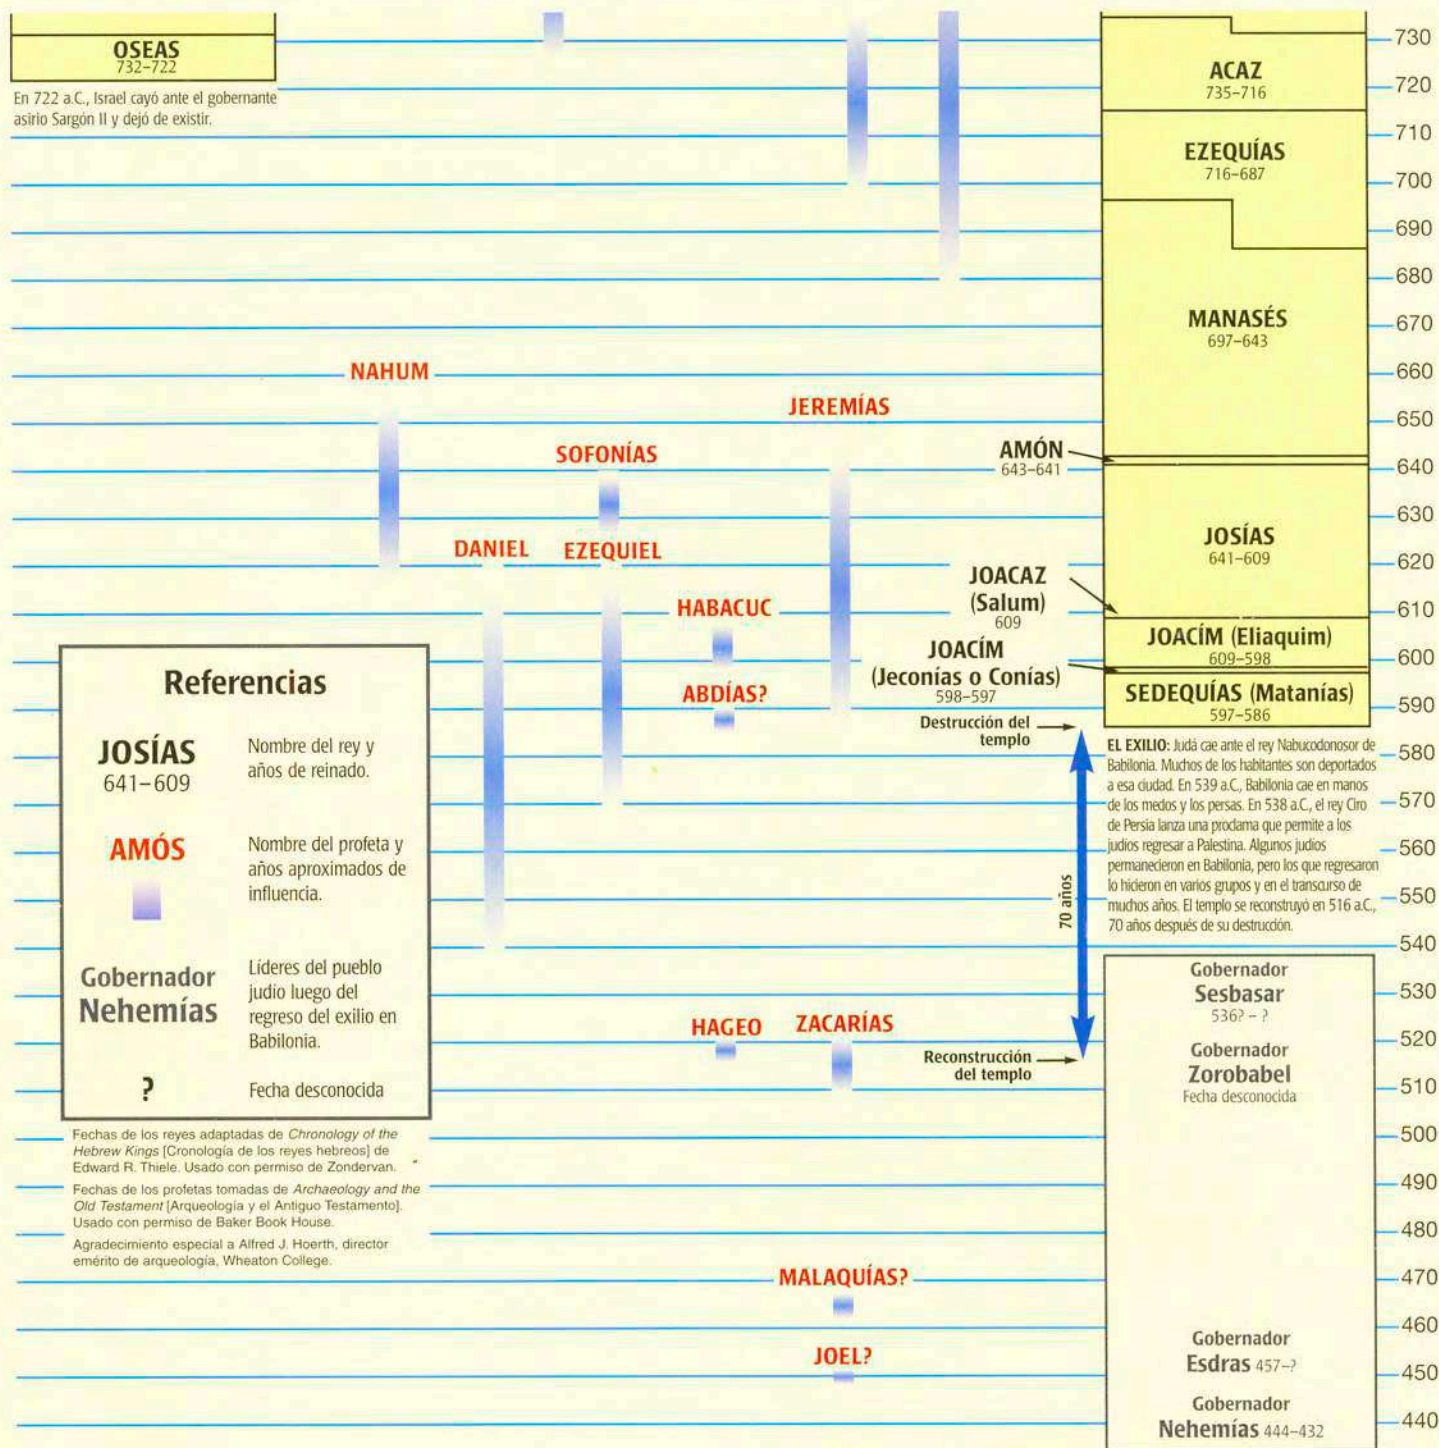 OSEAS
732–722
En 722 a.C., Israel cayó ante el gobernante
asirio Sargón II y dejó de existir.
ACAZ
735–716
EZEQUÍAS
716–687
MANASÉS
697–643
AMÓN
643–641
JOSÍAS
641–609
JOACAZ
(Salum)
609
JOACÍM (Eliaquim)
609–598
JOACÍM
(Jeconías o Conías)
598–597
SEDEQUÍAS (Matanías)
597–586
730
720
710
700
690
680
670
660
650
640
630
620
610
600
590
580
570
560
550
540
530
520
510
500
490
480
470
460
450
440
NAHUM
JEREMÍAS
SOFONÍAS
DANIEL
EZEQUIEL
HABACUC
ABDÍAS?
HAGEO
ZACARÍAS
MALAQUÍAS?
JOEL?
Destrucción del
templo
70 años
Reconstrucción
del templo
EL EXILIO: Judá cae ante el rey Nabucodonosor de
Babilonia. Muchos de los habitantes son deportados
a esa ciudad. En 539 a.C., Babilonia cae en manos
de los medos y los persas. En 538 a.C., el rey Ciro
de Persia lanza una proclama que permite a los
judíos regresar a Palestina. Algunos judíos
permanecieron en Babilonia, pero los que regresaron
lo hicieron en varios grupos y en el transcurso de
muchos años. El templo se reconstruyó en 516 a.C.,
70 años después de su destrucción.
Gobernador
Sesbasar
536? – ?
Gobernador
Zorobabel
Fecha desconocida
Gobernador
Esdras 457–?
Gobernador
Nehemías 444–432
Referencias
JOSÍAS
641–609
Nombre del rey y
años de reinado.
AMÓS
Nombre del profeta y
años aproximados de
influencia.
Gobernador
Nehemías
Líderes del pueblo
judio luego del
regreso del exilio en
Babilonia.
?
Fecha desconocida
Fechas de los reyes adaptadas de Chronology of the
Hebrew Kings [Cronología de los reyes hebreos] de
Edward R. Thiele. Usado con permiso de Zondervan.
Fechas de los profetas tomadas de Archaeology and the
Old Testament [Arqueología y el Antiguo Testamento].
Usado con permiso de Baker Book House.
Agradecimiento especial a Alfred J. Hoerth, director
emérito de arqueología, Wheaton College.